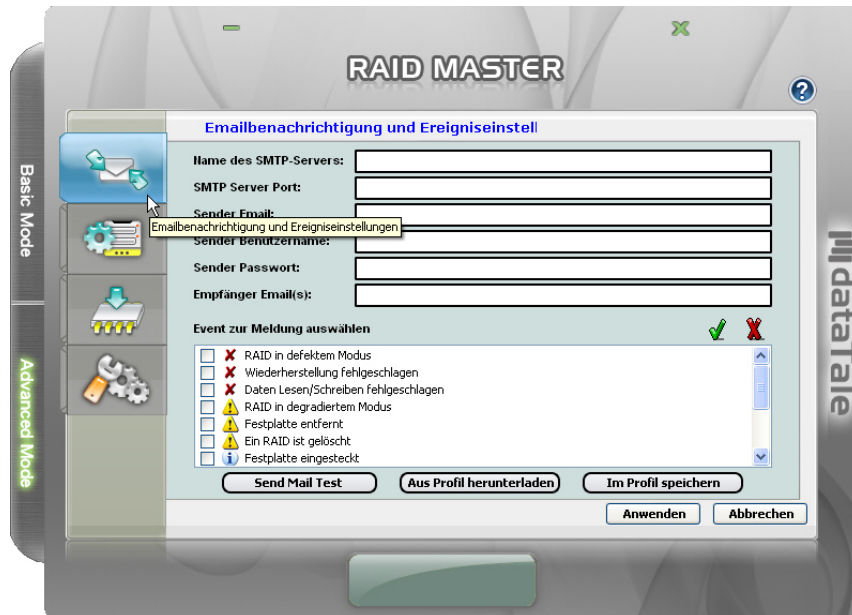 RAID MASTER
?
Emailbenachrichtigung und Ereigniseinstell
Basic Mode
Advanced Mode
dataTale
Name des SMTP-Servers:
SMTP Server Port:
Sender Email:
Emailbenachrichtigung und Ereigniseinstellungen
Sender Benutzername:
Sender Passwort:
Empfänger Email(s):
Event zur Meldung auswählen
RAID in defektem Modus
Wiederherstellung fehlgeschlagen
Daten Lesen/Schreiben fehlgeschlagen
RAID in degradiertem Modus
Festplatte entfernt
Ein RAID ist gelöscht
Festplatte eingesteckt
Send Mail Test
Aus Profil herunterladen
Im Profil speichern
Anwenden
Abbrechen